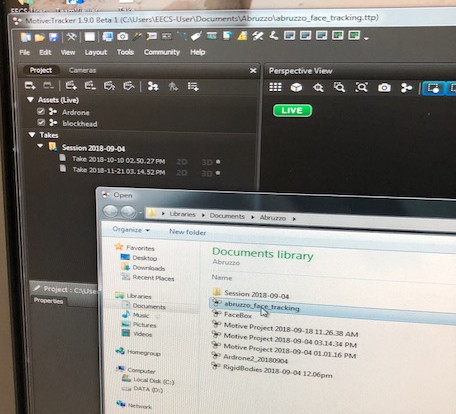 Motive:Tracker 1.9.0 Beta 1 (C:\Users\EECS-User\Documents\Abruzzo\abruzzo_face_tracking.ttp)
File Edit View Layout Tools Community Help
Project Cameras
Perspective View
Assets (Live)
Ardrone
blockhead
LIVE
Takes
Session 2018-09-04
Take 2018-10-10 02.50.27 PM 2D 3D
Take 2018-11-21 03.14.52 PM 2D 3D
Open
Libraries Documents Abruzzo
Organize New folder
Favorites
Desktop
Downloads
Recent Places
Libraries
Documents
Music
Pictures
Videos
Homegroup
Computer
Local Disk (C:)
DATA (D:)
Network
Documents library
Abruzzo
Name
Session 2018-09-04
abruzzo_face_tracking
FaceBox
Motive Project 2018-09-18 11.26.38 AM
Motive Project 2018-09-04 03.14.34 PM
Motive Project 2018-09-04 01.01.16 PM
Ardrone2_20180904
RigidBodies 2018-09-04 12.06pm
Project : C:\Use
Properties